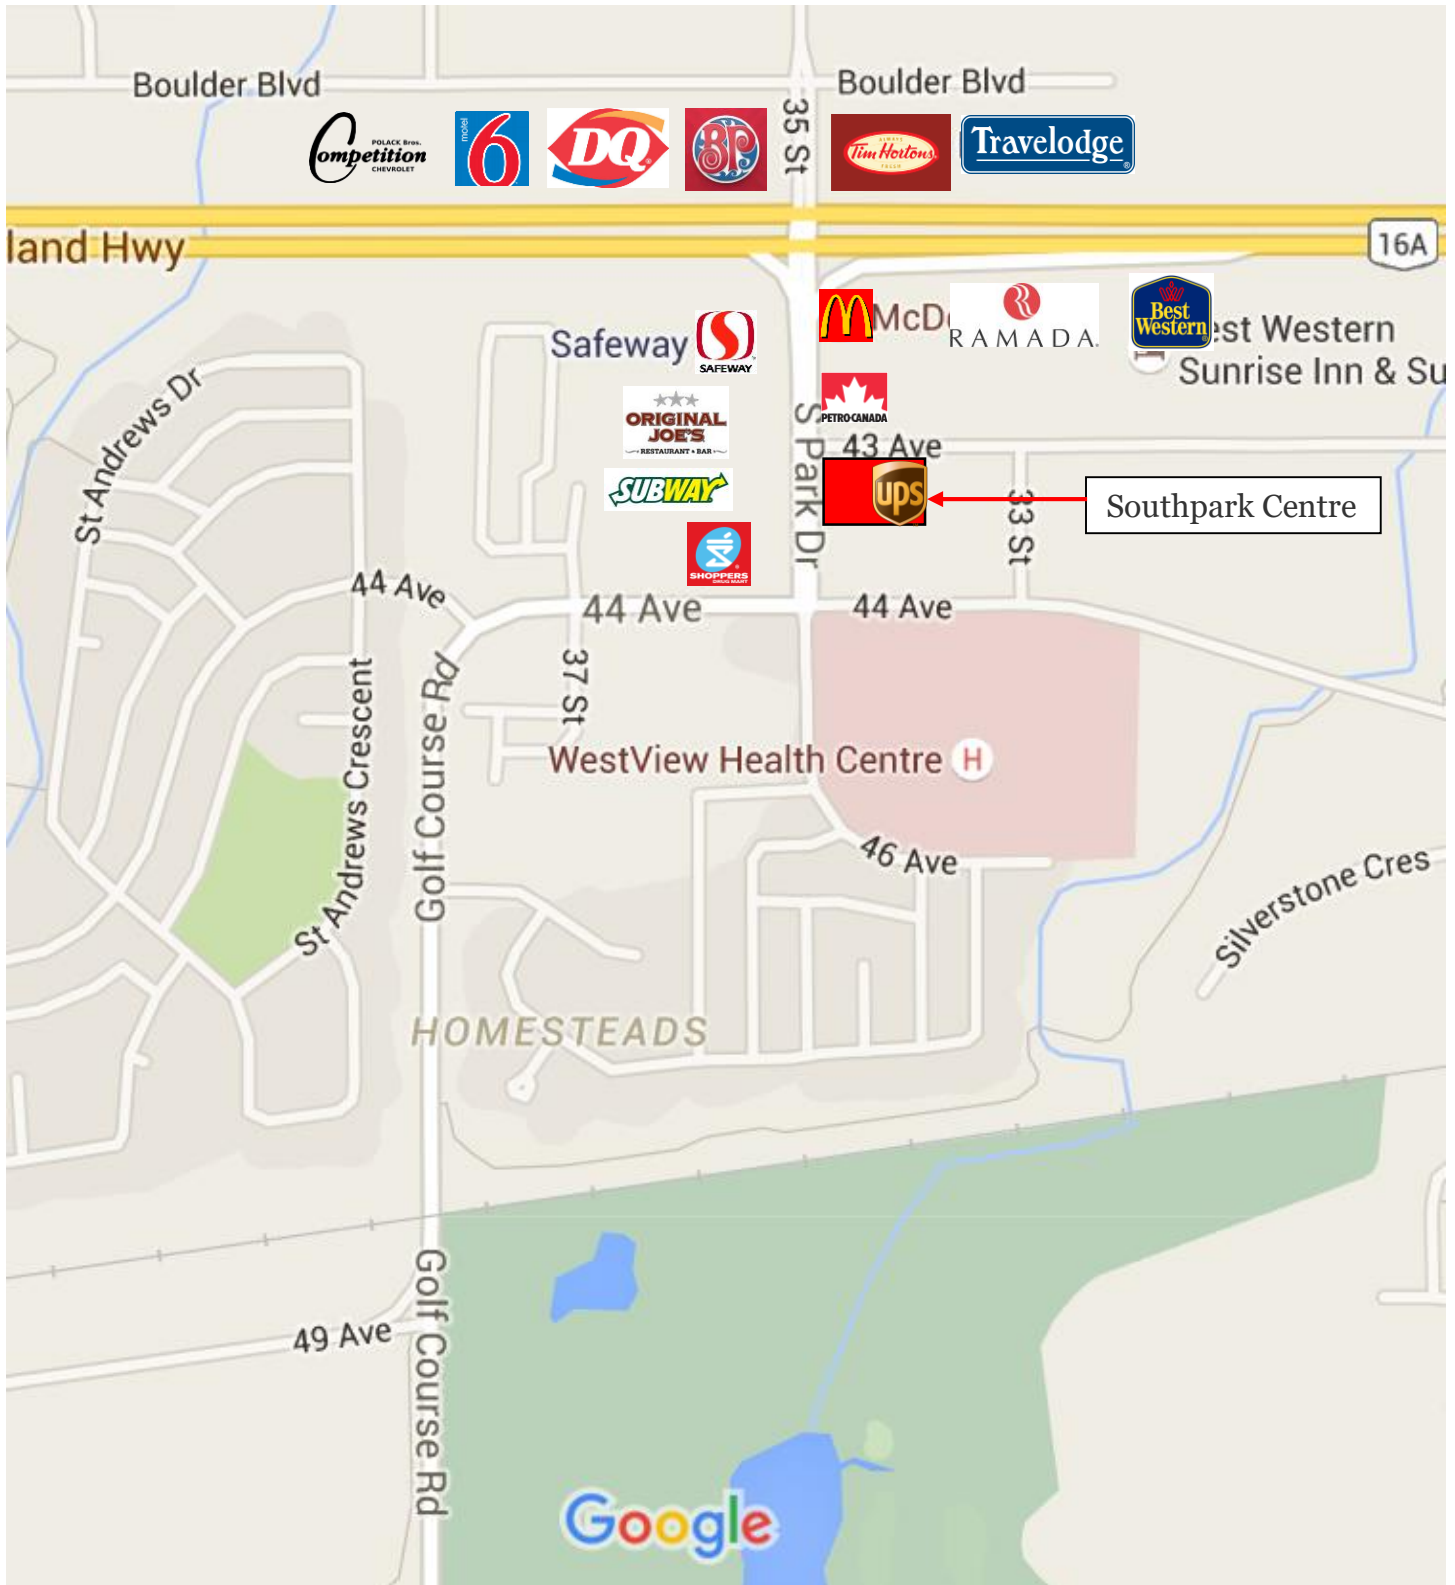 Boulder Blvd
Boulder Blvd
35 St
POLACK Bros.
Competition
CHEVROLET
motel
6
DQ
BP
ALWAYS
Tim Hortons
Travelodge
land Hwy
16A
Safeway
SAFEWAY
McD
RAMADA
Best
Western
est Western
Sunrise Inn & Su
ORIGINAL
JOE'S
RESTAURANT • BAR
PETRO-CANADA
S Park Dr
43 Ave
SUBWAY
ups
33 St
Southpark Centre
SHOPPERS
DRUG MART
St Andrews Dr
44 Ave
44 Ave
44 Ave
37 St
Golf Course Rd
St Andrews Crescent
WestView Health Centre H
46 Ave
Silverstone Cres
HOMESTEADS
49 Ave
Golf Course Rd
Google